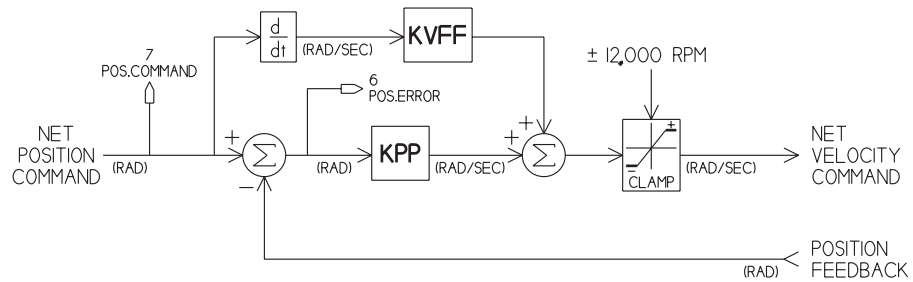 d
dt
(RAD/SEC)
KVFF
7
POS.COMMAND
6
POS.ERROR
± 12,000 RPM
NET
POSITION
COMMAND
(RAD)
+
−
Σ
(RAD)
KPP
(RAD/SEC)
+
+
Σ
+
−
CLAMP
(RAD/SEC)
NET
VELOCITY
COMMAND
(RAD)
POSITION
FEEDBACK